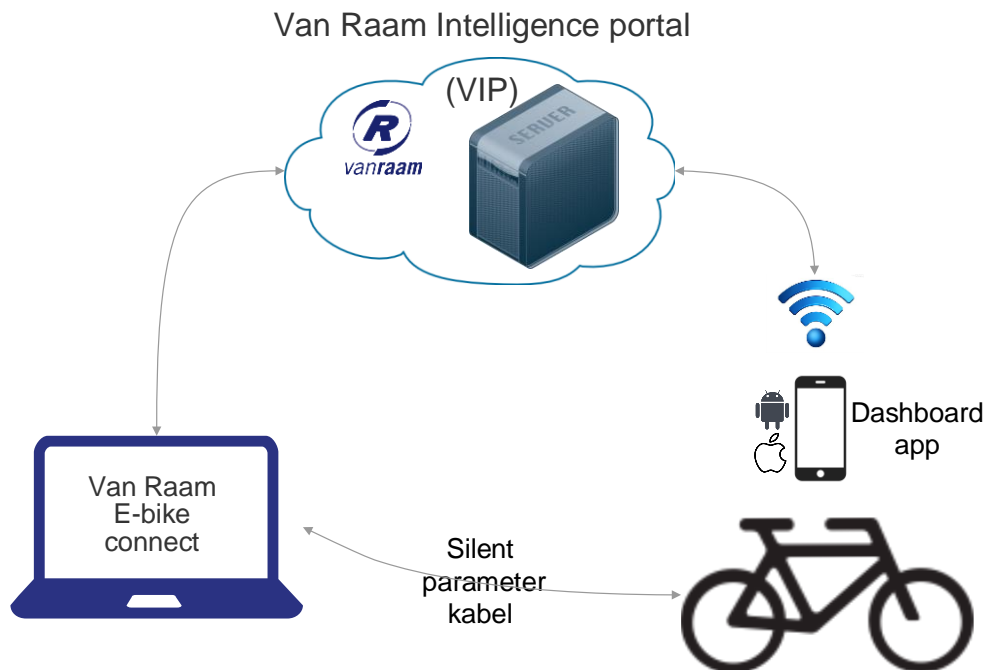 Van Raam Intelligence portal
(VIP)
SERVER
R
vanraam
Dashboard
app
Van Raam
E-bike
connect
Silent
parameter
kabel